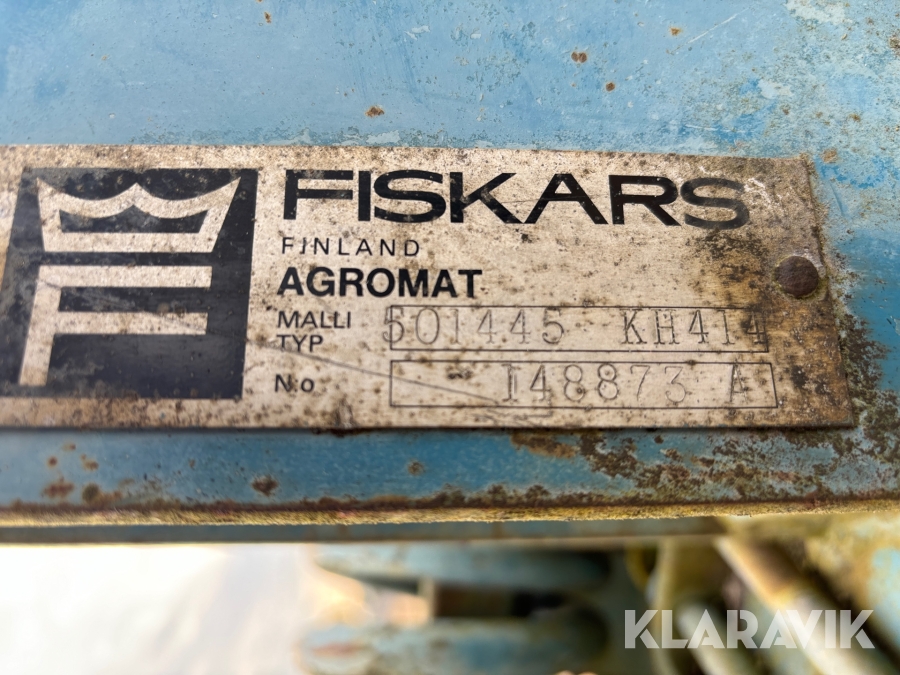 FISKARS
FINLAND
AGROMAT
MALLI
TYP
501445 KH414
No
148873 A
KLARAVIK